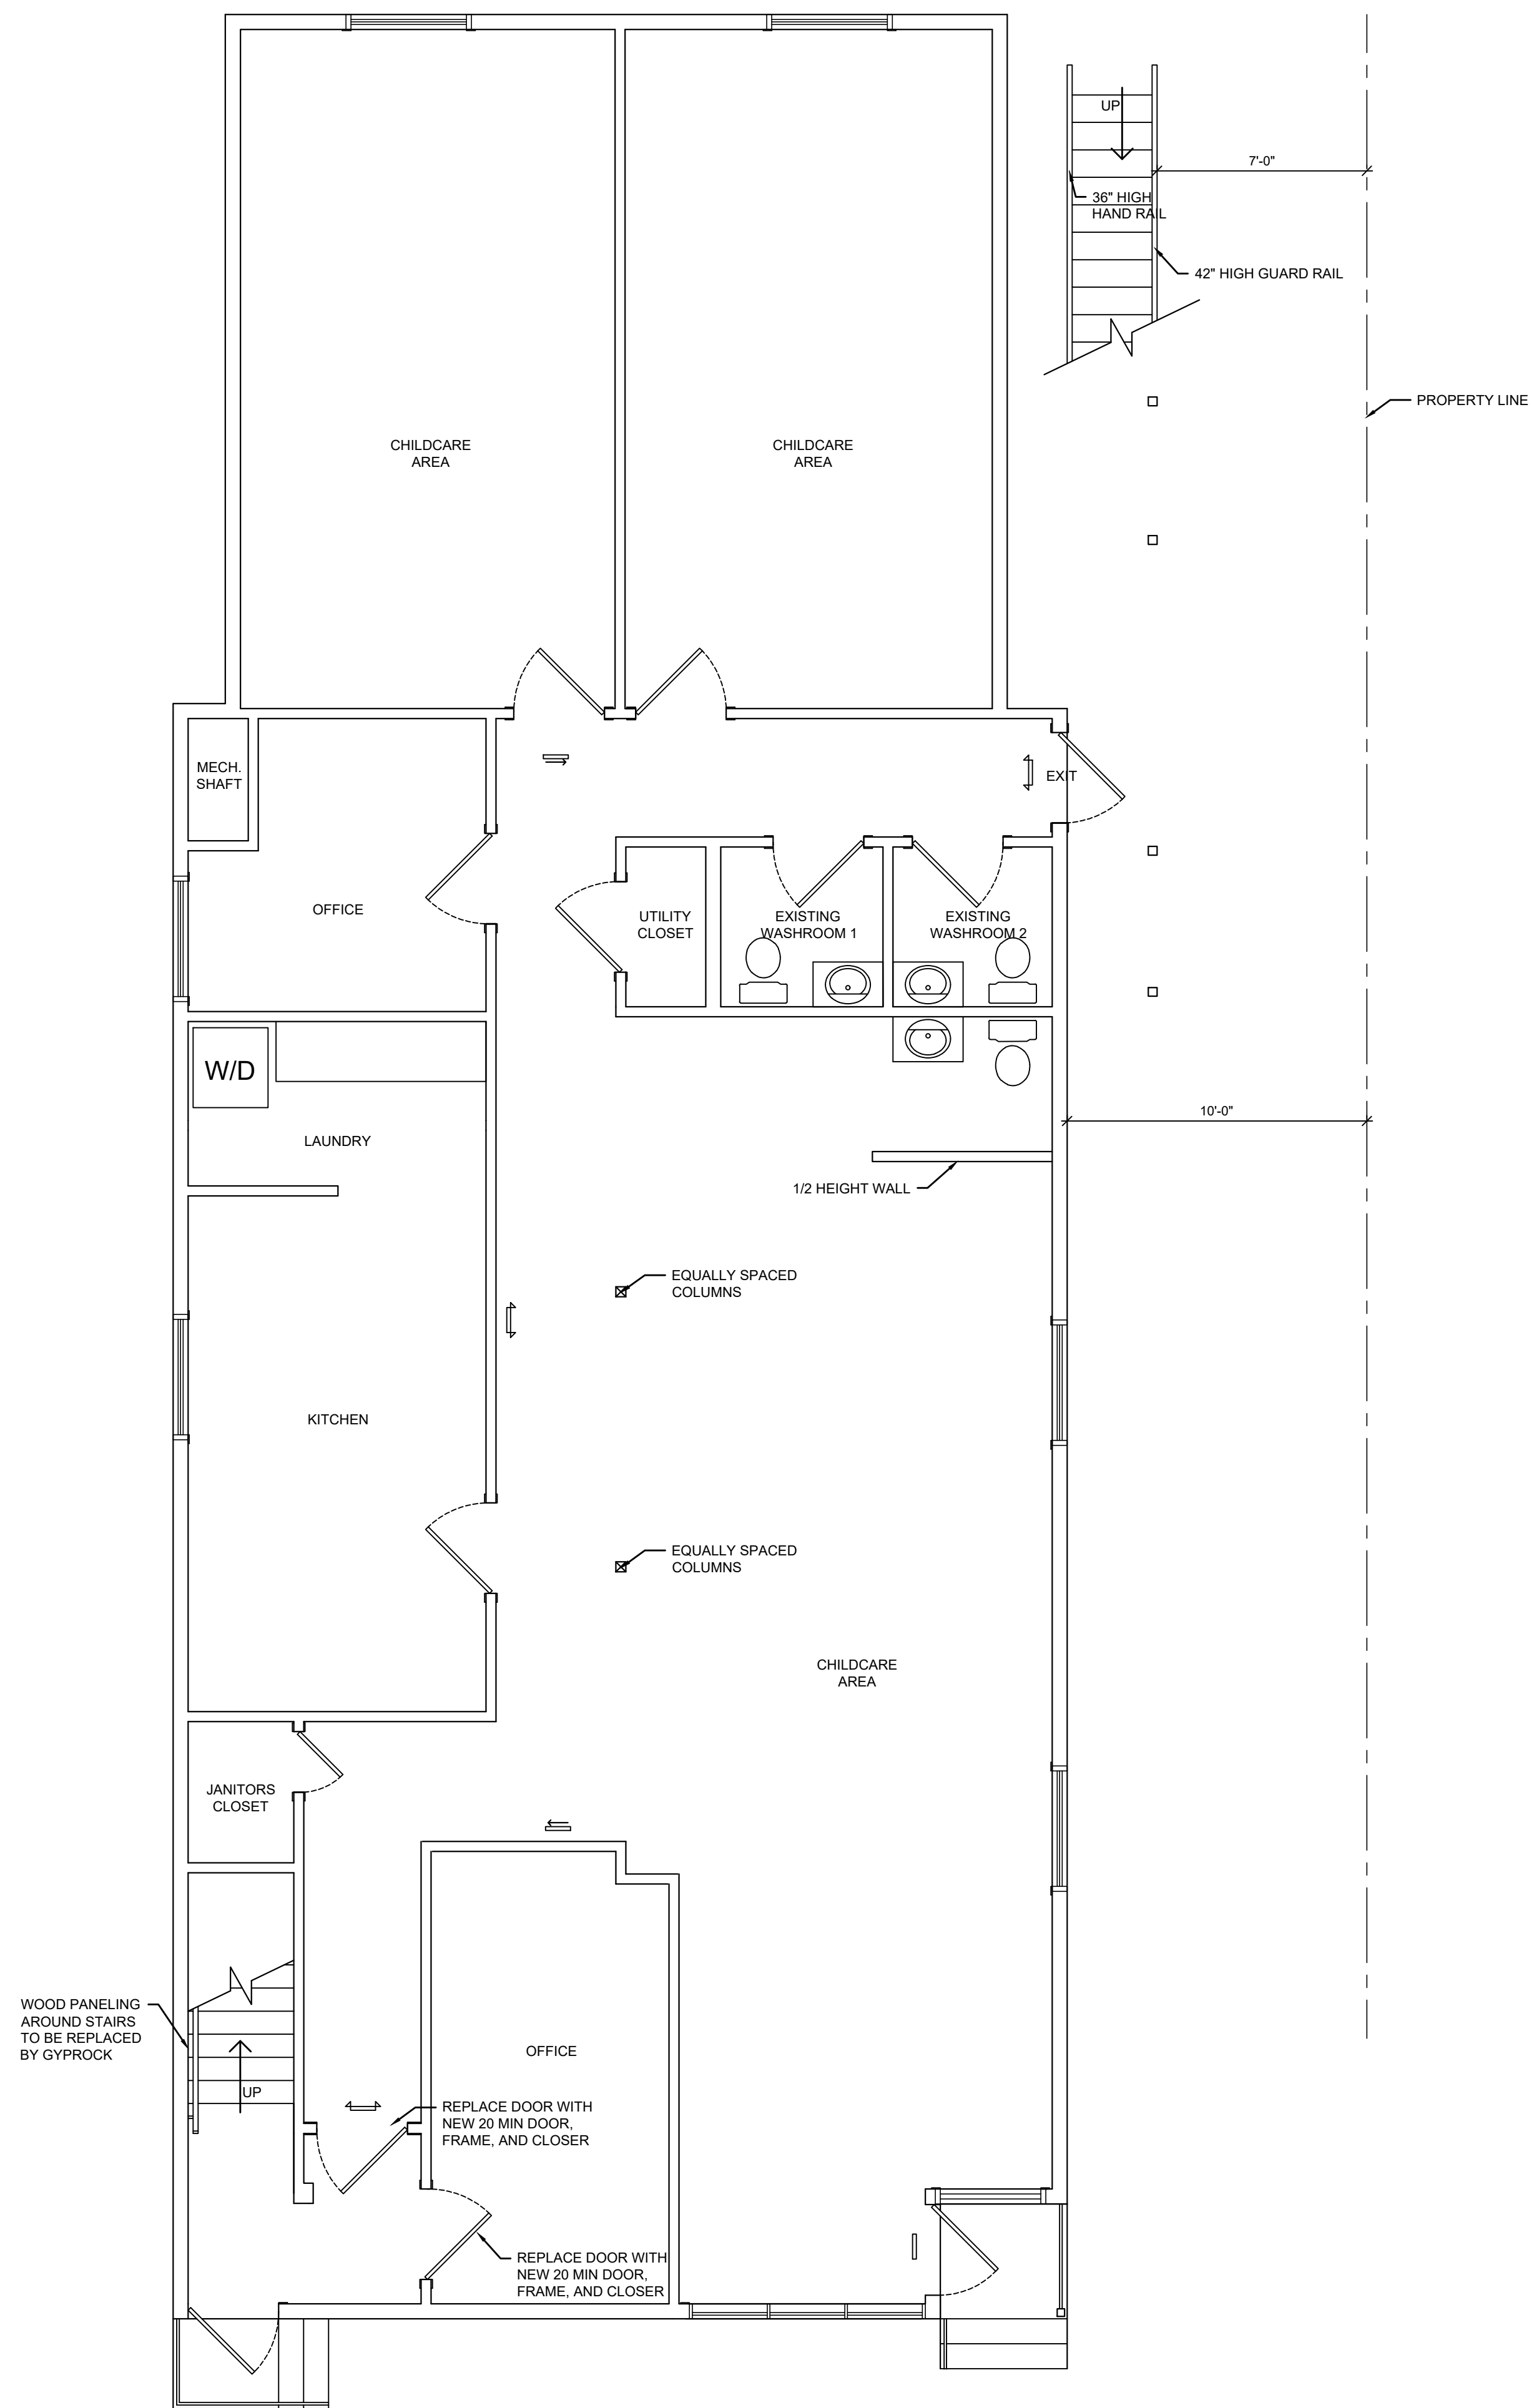 UP
7'-0"
36" HIGH
HAND RAIL
42" HIGH GUARD RAIL
PROPERTY LINE
CHILDCARE
AREA
CHILDCARE
AREA
MECH.
SHAFT
EXIT
OFFICE
UTILITY
CLOSET
EXISTING
WASHROOM 1
EXISTING
WASHROOM 2
W/D
10'-0"
LAUNDRY
1/2 HEIGHT WALL
EQUALLY SPACED
COLUMNS
KITCHEN
EQUALLY SPACED
COLUMNS
CHILDCARE
AREA
JANITORS
CLOSET
WOOD PANELING
AROUND STAIRS
TO BE REPLACED
BY GYPROCK
UP
OFFICE
REPLACE DOOR WITH
NEW 20 MIN DOOR,
FRAME, AND CLOSER
REPLACE DOOR WITH
NEW 20 MIN DOOR,
FRAME, AND CLOSER